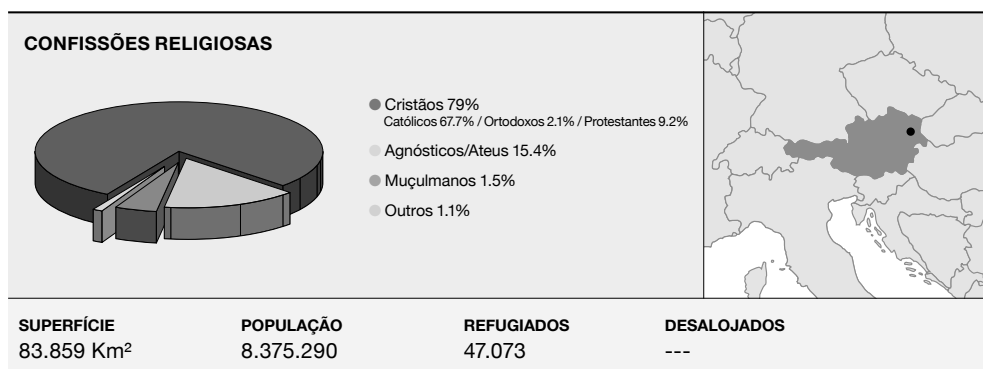 CONFISSÕES RELIGIOSAS
Cristãos 79%
Católicos 67.7% / Ortodoxos 2.1% / Protestantes 9.2%
Agnósticos/Ateus 15.4%
Muçulmanos 1.5%
Outros 1.1%
SUPERFÍCIE
83.859 Km²
POPULAÇÃO
8.375.290
REFUGIADOS
47.073
DESALOJADOS
---